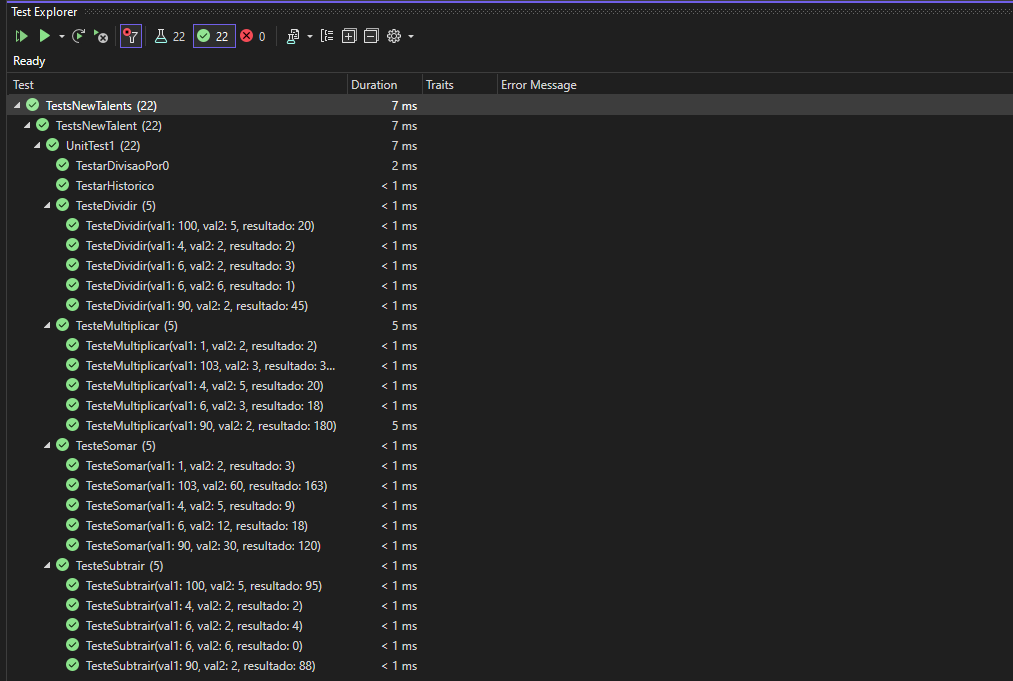 Test Explorer
22 22 0
Ready
Test Duration Traits Error Message
TestsNewTalents (22) 7 ms
TestsNewTalent (22) 7 ms
UnitTest1 (22) 7 ms
TestarDivisaoPor0 2 ms
TestarHistorico < 1 ms
TesteDividir (5) < 1 ms
TesteDividir(val1: 100, val2: 5, resultado: 20) < 1 ms
TesteDividir(val1: 4, val2: 2, resultado: 2) < 1 ms
TesteDividir(val1: 6, val2: 2, resultado: 3) < 1 ms
TesteDividir(val1: 6, val2: 6, resultado: 1) < 1 ms
TesteDividir(val1: 90, val2: 2, resultado: 45) < 1 ms
TesteMultiplicar (5) 5 ms
TesteMultiplicar(val1: 1, val2: 2, resultado: 2) < 1 ms
TesteMultiplicar(val1: 103, val2: 3, resultado: 3... < 1 ms
TesteMultiplicar(val1: 4, val2: 5, resultado: 20) < 1 ms
TesteMultiplicar(val1: 6, val2: 3, resultado: 18) < 1 ms
TesteMultiplicar(val1: 90, val2: 2, resultado: 180) 5 ms
TesteSomar (5) < 1 ms
TesteSomar(val1: 1, val2: 2, resultado: 3) < 1 ms
TesteSomar(val1: 103, val2: 60, resultado: 163) < 1 ms
TesteSomar(val1: 4, val2: 5, resultado: 9) < 1 ms
TesteSomar(val1: 6, val2: 12, resultado: 18) < 1 ms
TesteSomar(val1: 90, val2: 30, resultado: 120) < 1 ms
TesteSubtrair (5) < 1 ms
TesteSubtrair(val1: 100, val2: 5, resultado: 95) < 1 ms
TesteSubtrair(val1: 4, val2: 2, resultado: 2) < 1 ms
TesteSubtrair(val1: 6, val2: 2, resultado: 4) < 1 ms
TesteSubtrair(val1: 6, val2: 6, resultado: 0) < 1 ms
TesteSubtrair(val1: 90, val2: 2, resultado: 88) < 1 ms